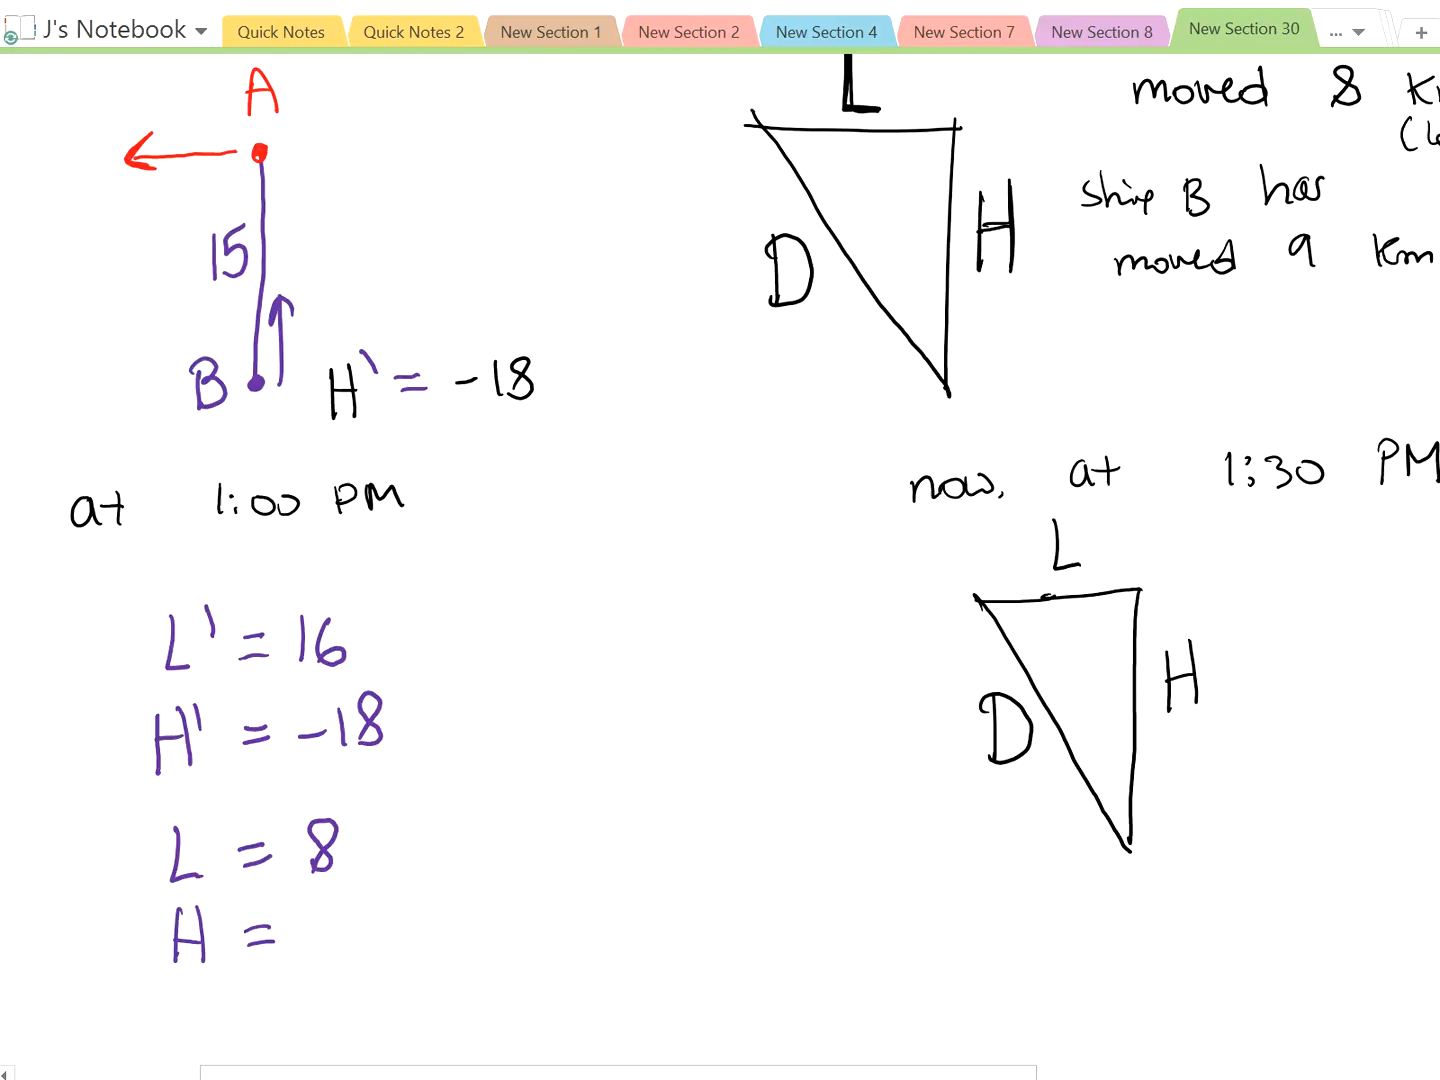 J's Notebook
Quick Notes
Quick Notes 2
New Section 1
New Section 2
New Section 4
New Section 7
New Section 8
New Section 30
...
+
A
15
B
H' = -18
at 1:00 PM
L' = 16
H' = -18
L = 8
H =
L
D
H
moved 8
Ship B has
moved 9 km
now, at 1:30 PM
L
D
H